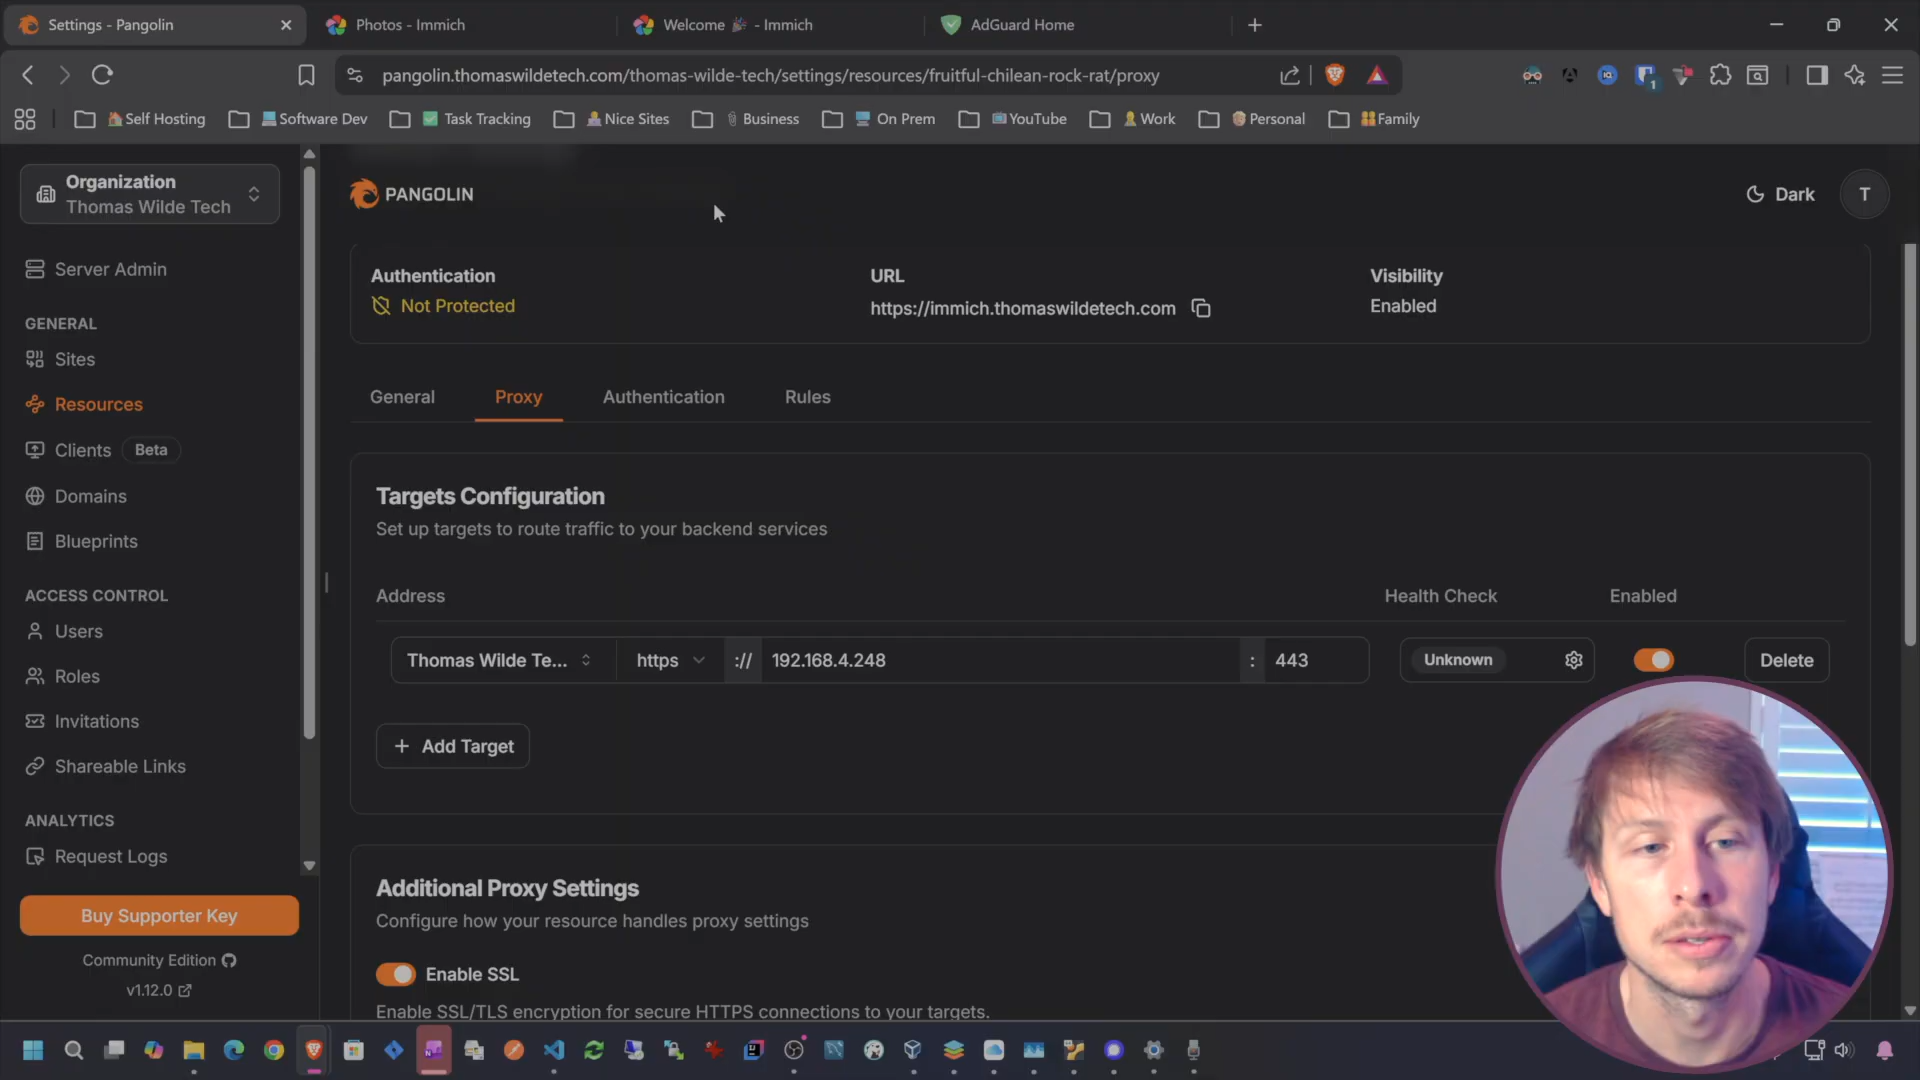 Settings - Pangolin
Photos - Immich
Welcome 🎉 - Immich
AdGuard Home
pangolin.thomaswildetech.com/thomas-wilde-tech/settings/resources/fruitful-chilean-rock-rat/proxy
Self Hosting
Software Dev
Task Tracking
Nice Sites
Business
On Prem
YouTube
Work
Personal
Family
Organization
Thomas Wilde Tech
Server Admin
GENERAL
Sites
Resources
Clients Beta
Domains
Blueprints
ACCESS CONTROL
Users
Roles
Invitations
Shareable Links
ANALYTICS
Request Logs
Buy Supporter Key
Community Edition
v1.12.0
PANGOLIN
Dark
T
Authentication
Not Protected
URL
https://immich.thomaswildetech.com
Visibility
Enabled
General
Proxy
Authentication
Rules
Targets Configuration
Set up targets to route traffic to your backend services
Address
Health Check
Enabled
Thomas Wilde Te... https :// 192.168.4.248 : 443
Unknown
Delete
+ Add Target
Additional Proxy Settings
Configure how your resource handles proxy settings
Enable SSL
Enable SSL/TLS encryption for secure HTTPS connections to your targets.